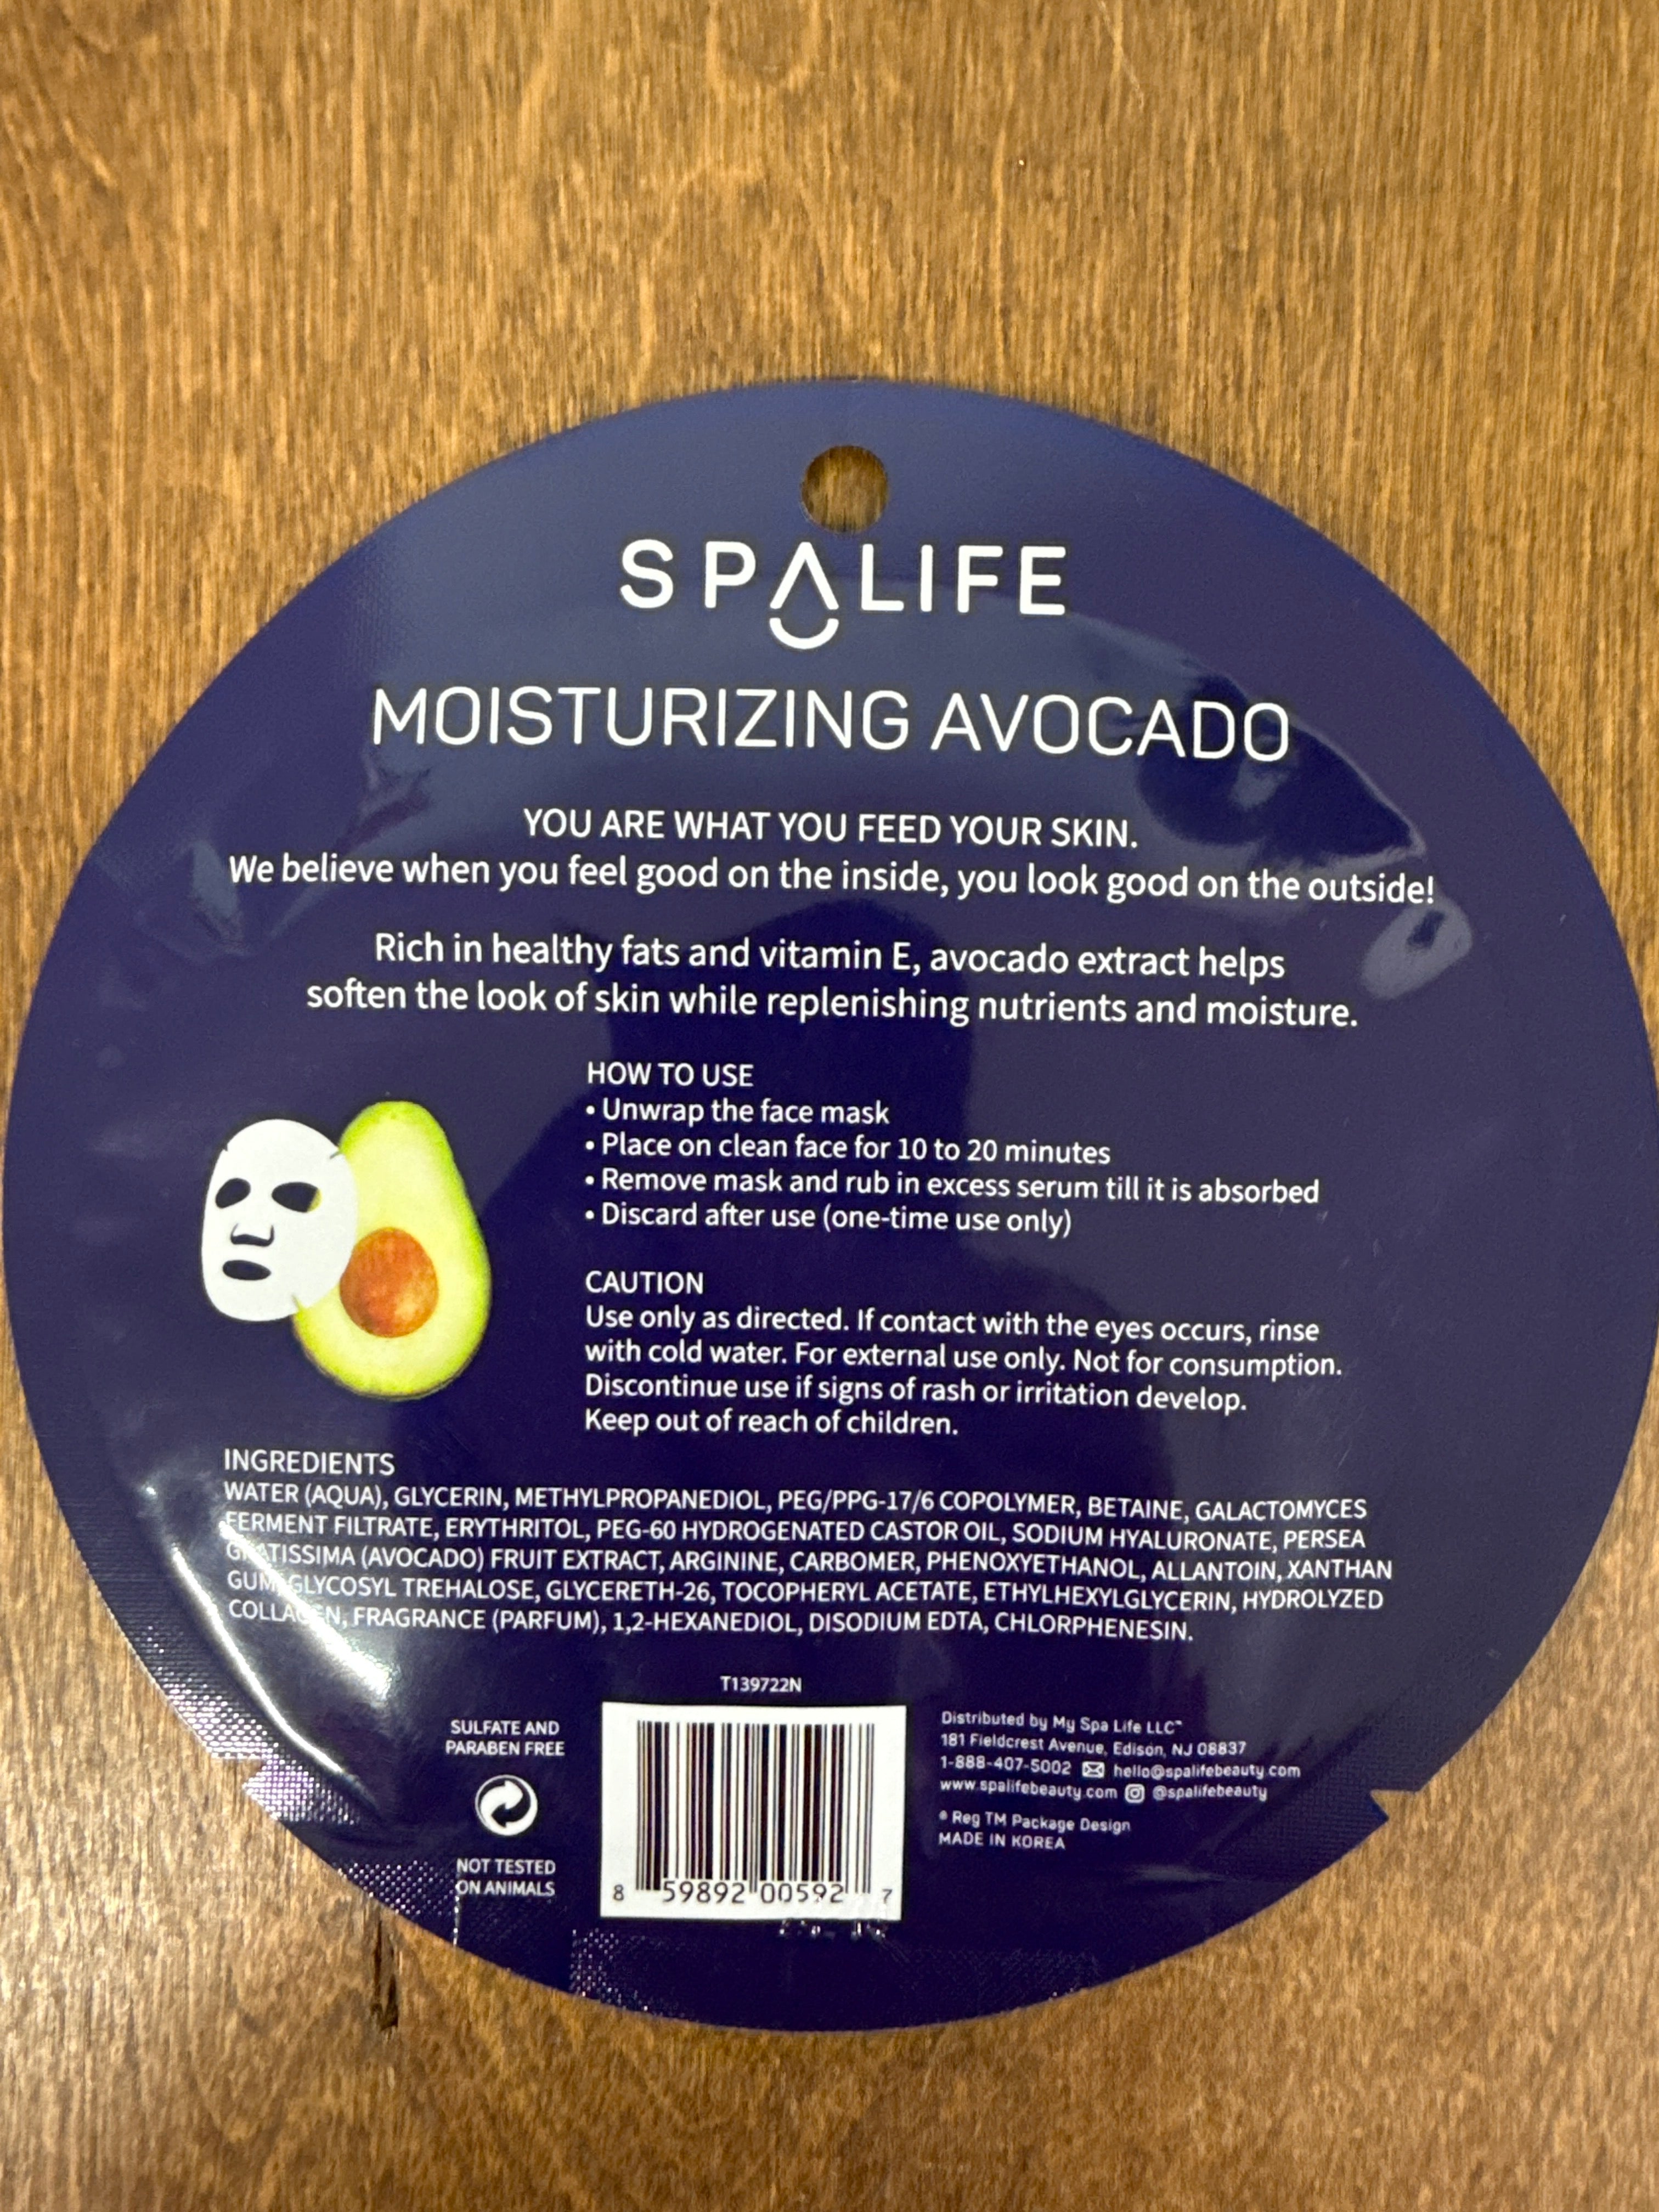 SPALIFE
MOISTURIZING AVOCADO
YOU ARE WHAT YOU FEED YOUR SKIN.
We believe when you feel good on the inside, you look good on the outside!
Rich in healthy fats and vitamin E, avocado extract helps
soften the look of skin while replenishing nutrients and moisture.
HOW TO USE
• Unwrap the face mask
• Place on clean face for 10 to 20 minutes
• Remove mask and rub in excess serum till it is absorbed
• Discard after use (one-time use only)
CAUTION
Use only as directed. If contact with the eyes occurs, rinse
with cold water. For external use only. Not for consumption.
Discontinue use if signs of rash or irritation develop.
Keep out of reach of children.
INGREDIENTS
WATER (AQUA), GLYCERIN, METHYLPROPANEDIOL, PEG/PPG-17/6 COPOLYMER, BETAINE, GALACTOMYCES
FERMENT FILTRATE, ERYTHRITOL, PEG-60 HYDROGENATED CASTOR OIL, SODIUM HYALURONATE, PERSEA
GRATISSIMA (AVOCADO) FRUIT EXTRACT, ARGININE, CARBOMER, PHENOXYETHANOL, ALLANTOIN, XANTHAN
GUM, GLYCOSYL TREHALOSE, GLYCERETH-26, TOCOPHERYL ACETATE, ETHYLHEXYLGLYCERIN, HYDROLYZED
COLLAGEN, FRAGRANCE (PARFUM), 1,2-HEXANEDIOL, DISODIUM EDTA, CHLORPHENESIN.
T139722N
SULFATE AND
PARABEN FREE
NOT TESTED
ON ANIMALS
8 59892 00592 7
Distributed by My Spa Life LLC™
181 Fieldcrest Avenue, Edison, NJ 08837
1-888-407-5002 hello@spalifebeauty.com
www.spalifebeauty.com @spalifebeauty
® Reg TM Package Design
MADE IN KOREA